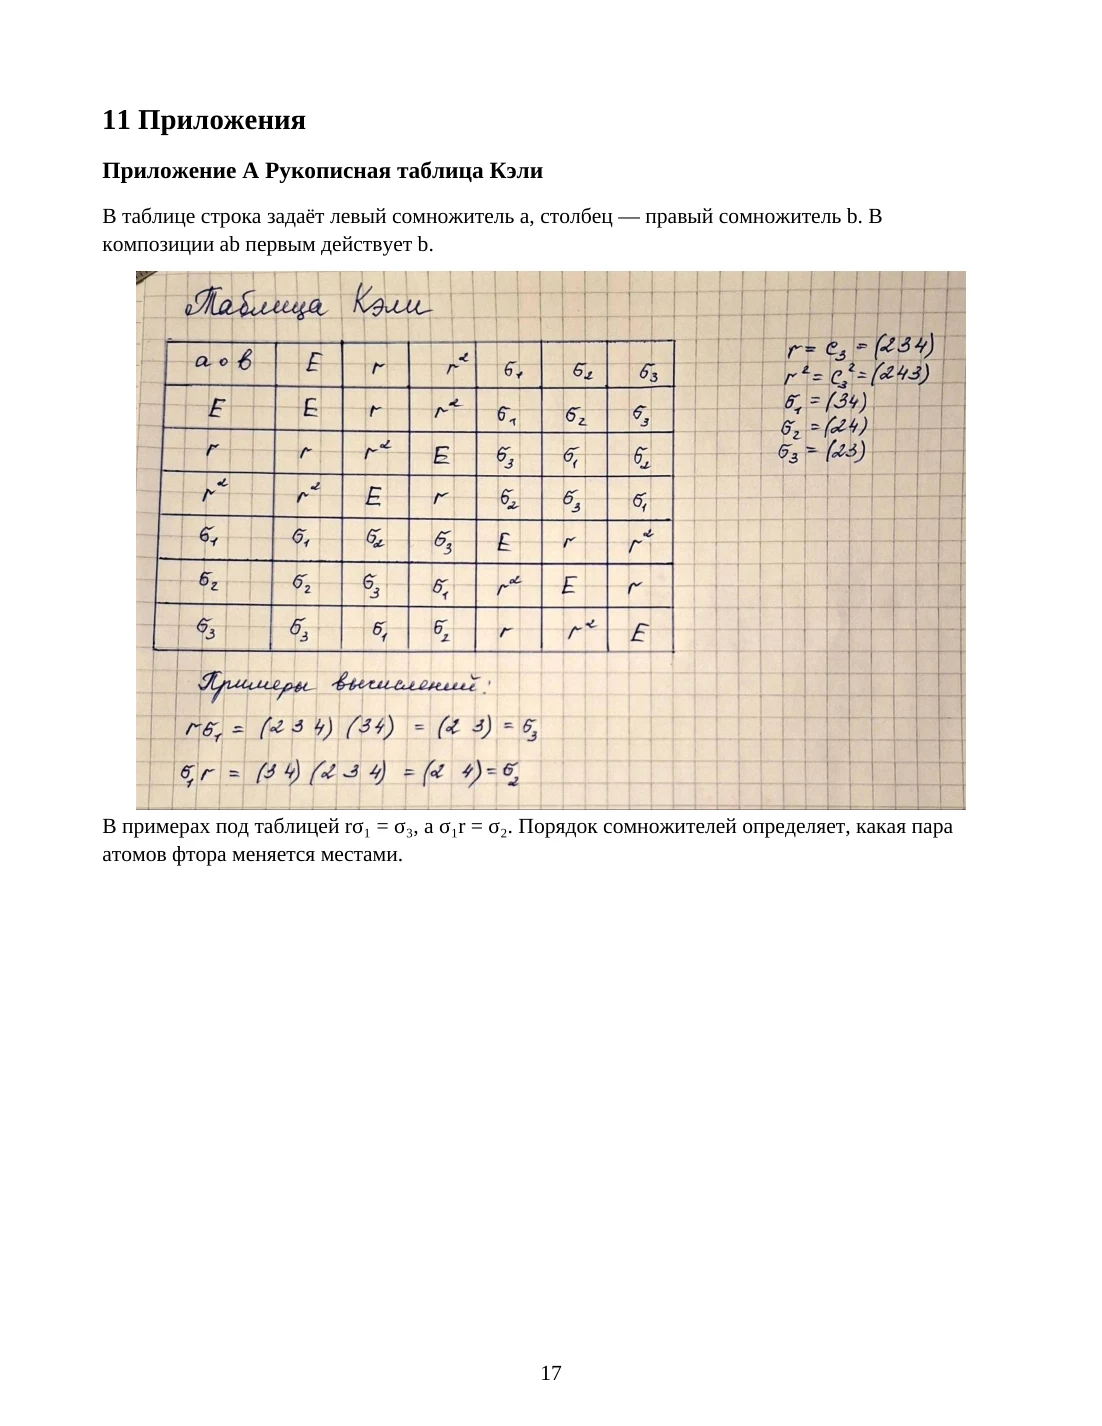 11 Приложения
Приложение А Рукописная таблица Кэли
В таблице строка задаёт левый сомножитель a, столбец — правый сомножитель b. В
композиции ab первым действует b.
Таблица Кэли
a∘b E r r² σ₁ σ₂ σ₃
E E r r² σ₁ σ₂ σ₃
r r r² E σ₃ σ₁ σ₂
r² r² E r σ₂ σ₃ σ₁
σ₁ σ₁ σ₂ σ₃ E r r²
σ₂ σ₂ σ₃ σ₁ r² E r
σ₃ σ₃ σ₁ σ₂ r r² E
r = C₃ = (234)
r² = C₃² = (243)
σ₁ = (34)
σ₂ = (24)
σ₃ = (23)
Примеры вычислений:
rσ₁ = (2 3 4) (34) = (2 3) = σ₃
σ₁r = (3 4) (2 3 4) = (2 4) = σ₂
В примерах под таблицей rσ₁ = σ₃, а σ₁r = σ₂. Порядок сомножителей определяет, какая пара
атомов фтора меняется местами.
17